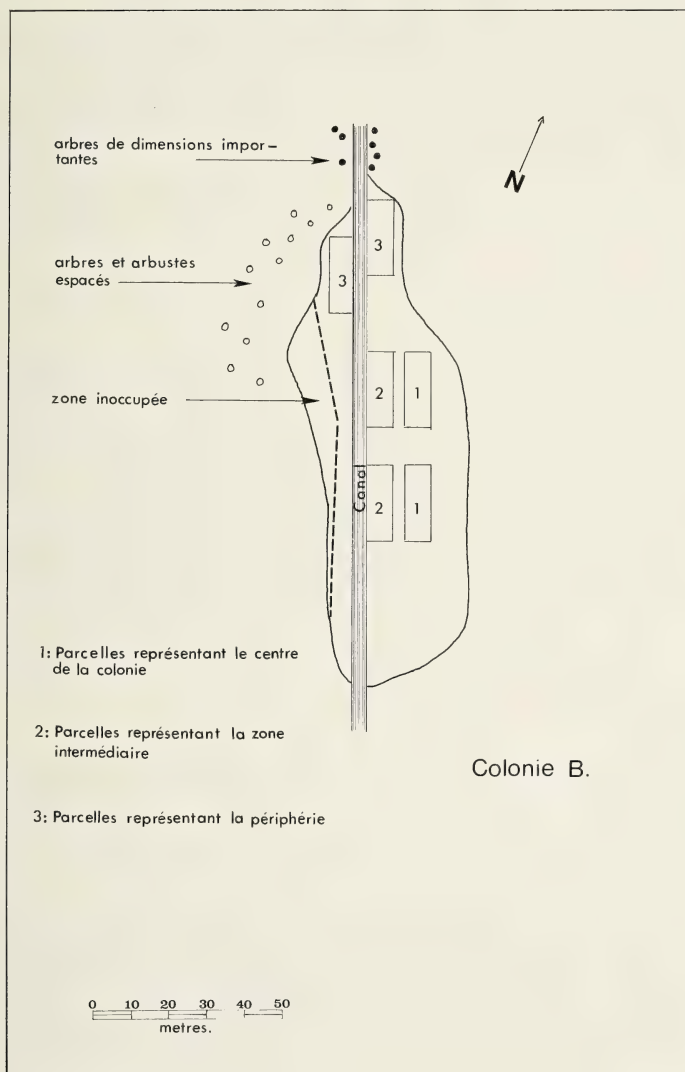 arbres de dimensions impor-
tantes
N
3
3
arbres et arbustes
espacés
zone inoccupée
2
1
Canal
2
1
1: Parcelles représentant le centre
de la colonie
2: Parcelles représentant la zone
intermédiaire
Colonie B.
3: Parcelles représentant la périphérie
0 10 20 30 40 50
metres.